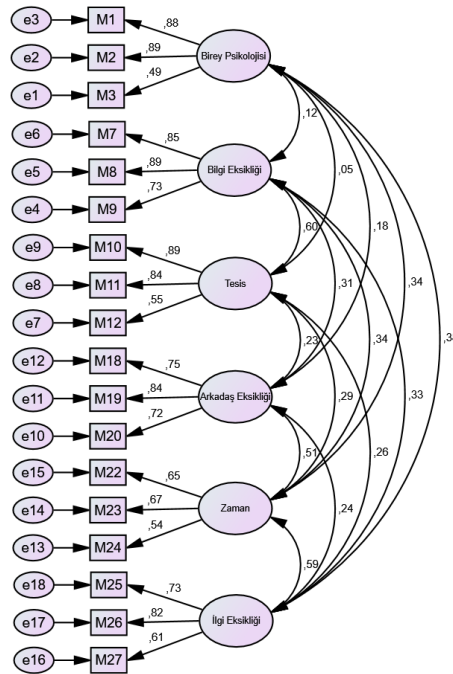 e3 M1 ,88
e2 M2 ,89 Birey Psikolojisi
e1 M3 ,49
,12
e6 M7 ,85
e5 M8 ,89 Bilgi Eksikliği ,05
e4 M9 ,73
,60 ,18
e9 M10 ,89
e8 M11 ,84 Tesis ,31 ,34
e7 M12 ,55
,23 ,34 ,33 ,3
e12 M18 ,75
e11 M19 ,84 Arkadaş Eksikliği ,29
e10 M20 ,72
,51 ,26
e15 M22 ,65
e14 M23 ,67 Zaman ,24
e13 M24 ,54
,59
e18 M25 ,73
e17 M26 ,82 İlgi Eksikliği
e16 M27 ,61